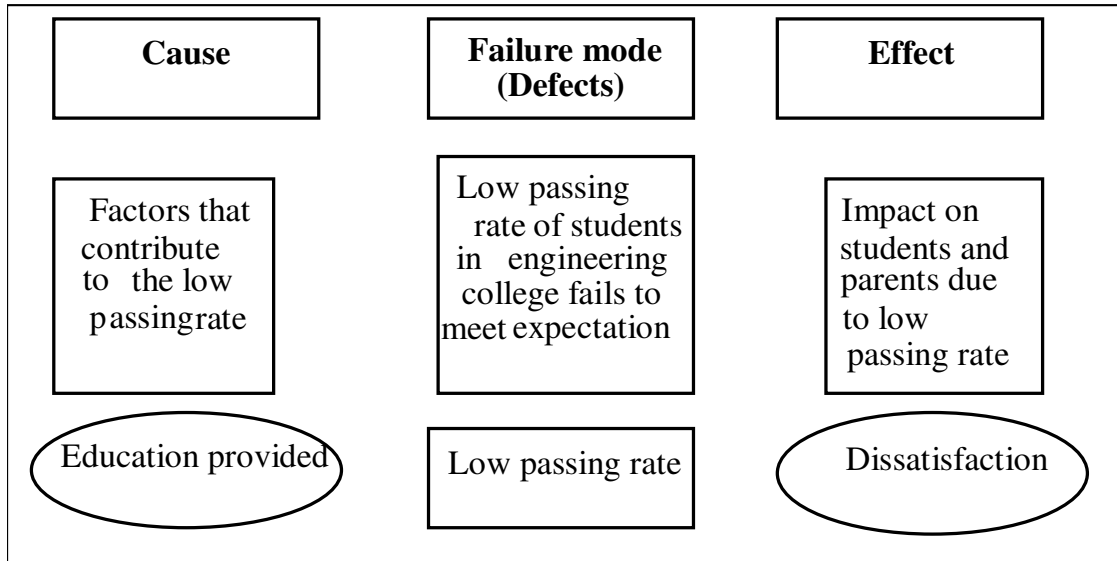 Cause
Failure mode
(Defects)
Effect
Factors that
contribute
to the low
passing rate
Low passing
rate of students
in engineering
college fails to
meet expectation
Impact on
students and
parents due
to low
passing rate
Education provided
Low passing rate
Dissatisfaction